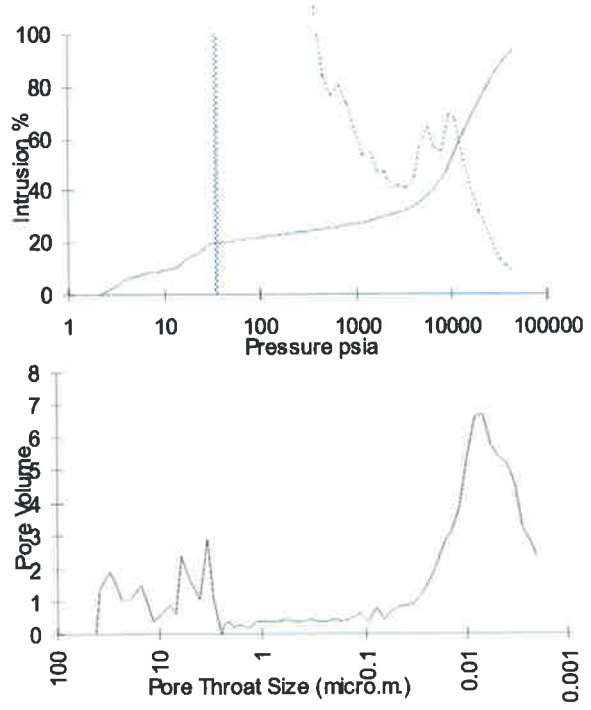 100
80
60
40
20
0
Intrusion %
1 10 100 1000 10000 100000
Pressure psia
8
7
6
5
4
3
2
1
0
Pore Volume
100 10 1 0.1 0.01 0.001
Pore Throat Size (micro.m.)